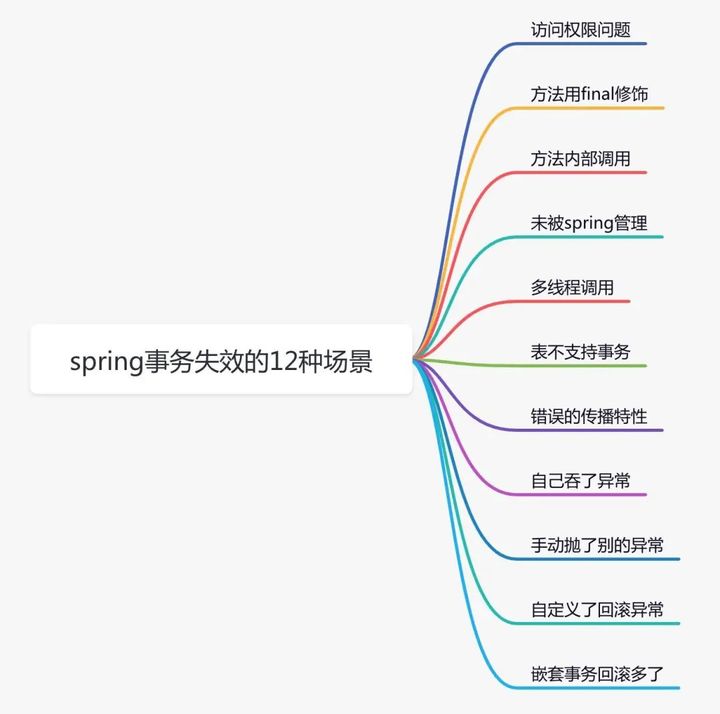 访问权限问题
方法用final修饰
方法内部调用
未被spring管理
多线程调用
spring事务失效的12种场景
表不支持事务
错误的传播特性
自己吞了异常
手动抛了别的异常
自定义了回滚异常
嵌套事务回滚多了